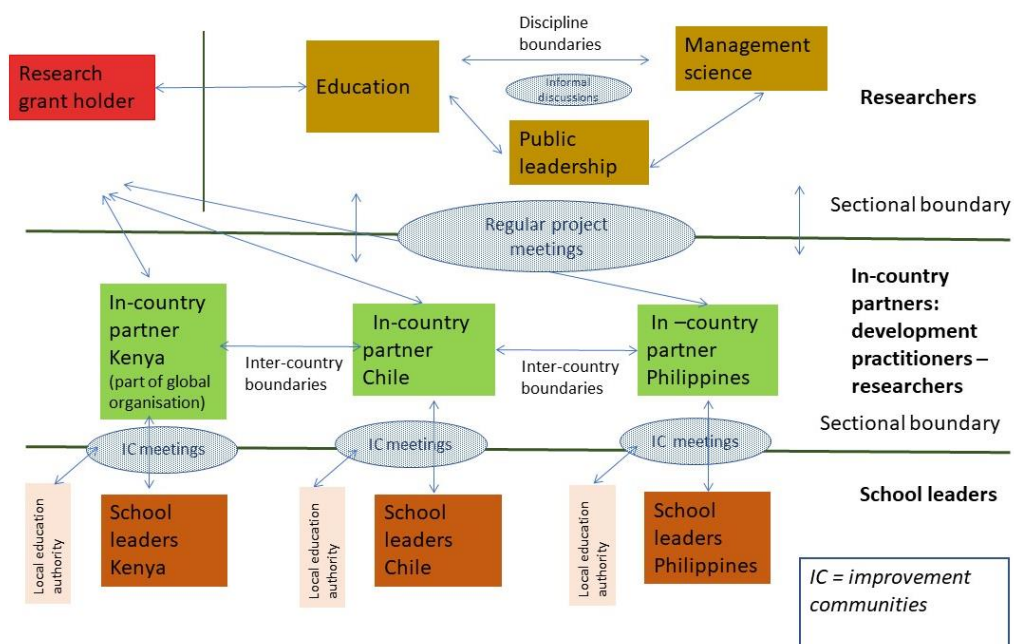 Research
grant holder
Education
Discipline
boundaries
Informal
discussions
Management
science
Public
leadership
Researchers
Sectional boundary
Regular project
meetings
In-country
partner
Kenya
(part of global
organisation)
Inter-country
boundaries
In-country
partner
Chile
Inter-country
boundaries
In –country
partner
Philippines
In-country
partners:
development
practitioners –
researchers
Sectional boundary
IC meetings
IC meetings
IC meetings
Local education
authority
School
leaders
Kenya
Local education
authority
School
leaders
Chile
Local education
authority
School
leaders
Philippines
School leaders
IC = improvement
communities